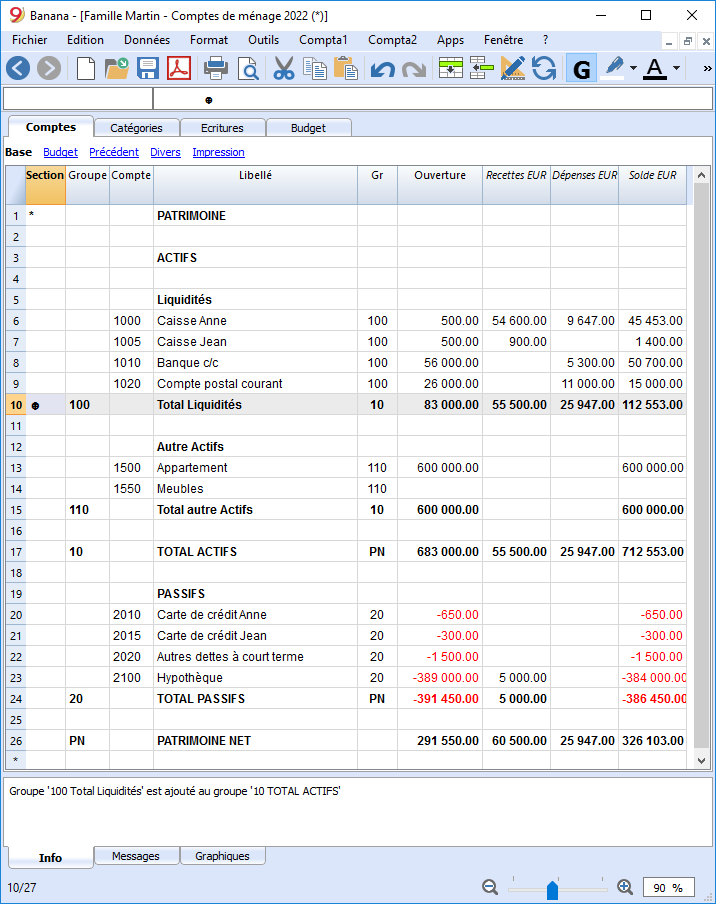 Banana - [Famille Martin - Comptes de ménage 2022 (*)]
Fichier Edition Données Format Outils Compta1 Compta2 Apps Fenêtre ?
G A »
Comptes Catégories Ecritures Budget
Base Budget Précédent Divers Impression
Section Groupe Compte Libellé Gr Ouverture Recettes EUR Dépenses EUR Solde EUR
1 * PATRIMOINE
2
3 ACTIFS
4
5 Liquidités
6 1000 Caisse Anne 100 500.00 54 600.00 9 647.00 45 453.00
7 1005 Caisse Jean 100 500.00 900.00 1 400.00
8 1010 Banque c/c 100 56 000.00 5 300.00 50 700.00
9 1020 Compte postal courant 100 26 000.00 11 000.00 15 000.00
10 100 Total Liquidités 10 83 000.00 55 500.00 25 947.00 112 553.00
11
12 Autre Actifs
13 1500 Appartement 110 600 000.00 600 000.00
14 1550 Meubles 110
15 110 Total autre Actifs 10 600 000.00 600 000.00
16
17 10 TOTAL ACTIFS PN 683 000.00 55 500.00 25 947.00 712 553.00
18
19 PASSIFS
20 2010 Carte de crédit Anne 20 -650.00 -650.00
21 2015 Carte de crédit Jean 20 -300.00 -300.00
22 2020 Autres dettes à court terme 20 -1 500.00 -1 500.00
23 2100 Hypothèque 20 -389 000.00 5 000.00 -384 000.00
24 20 TOTAL PASSIFS PN -391 450.00 5 000.00 -386 450.00
25
26 PN PATRIMOINE NET 291 550.00 60 500.00 25 947.00 326 103.00
*
Groupe '100 Total Liquidités' est ajouté au groupe '10 TOTAL ACTIFS'
Info Messages Graphiques
10/27 90 %